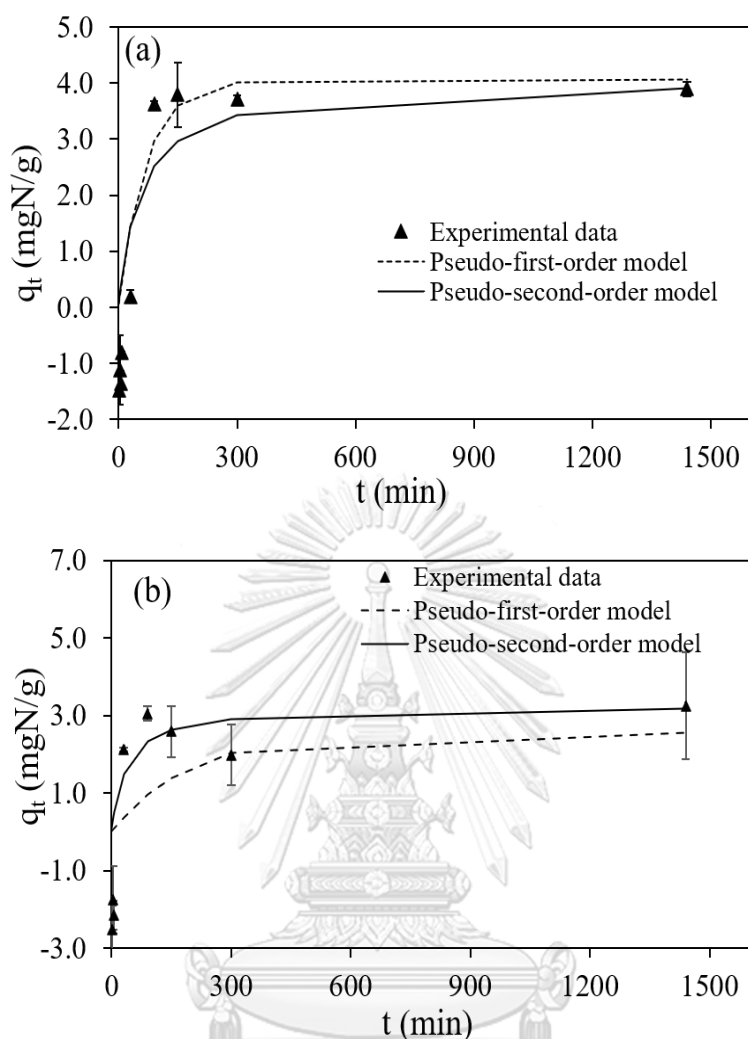 (a)
5.0
4.0
3.0
2.0
1.0
0.0
-1.0
-2.0
qt (mgN/g)
Experimental data
Pseudo-first-order model
Pseudo-second-order model
0 300 600 900 1200 1500
t (min)
(b)
7.0
5.0
3.0
1.0
-1.0
-3.0
qt (mgN/g)
Experimental data
Pseudo-first-order model
Pseudo-second-order model
0 300 600 900 1200 1500
t (min)